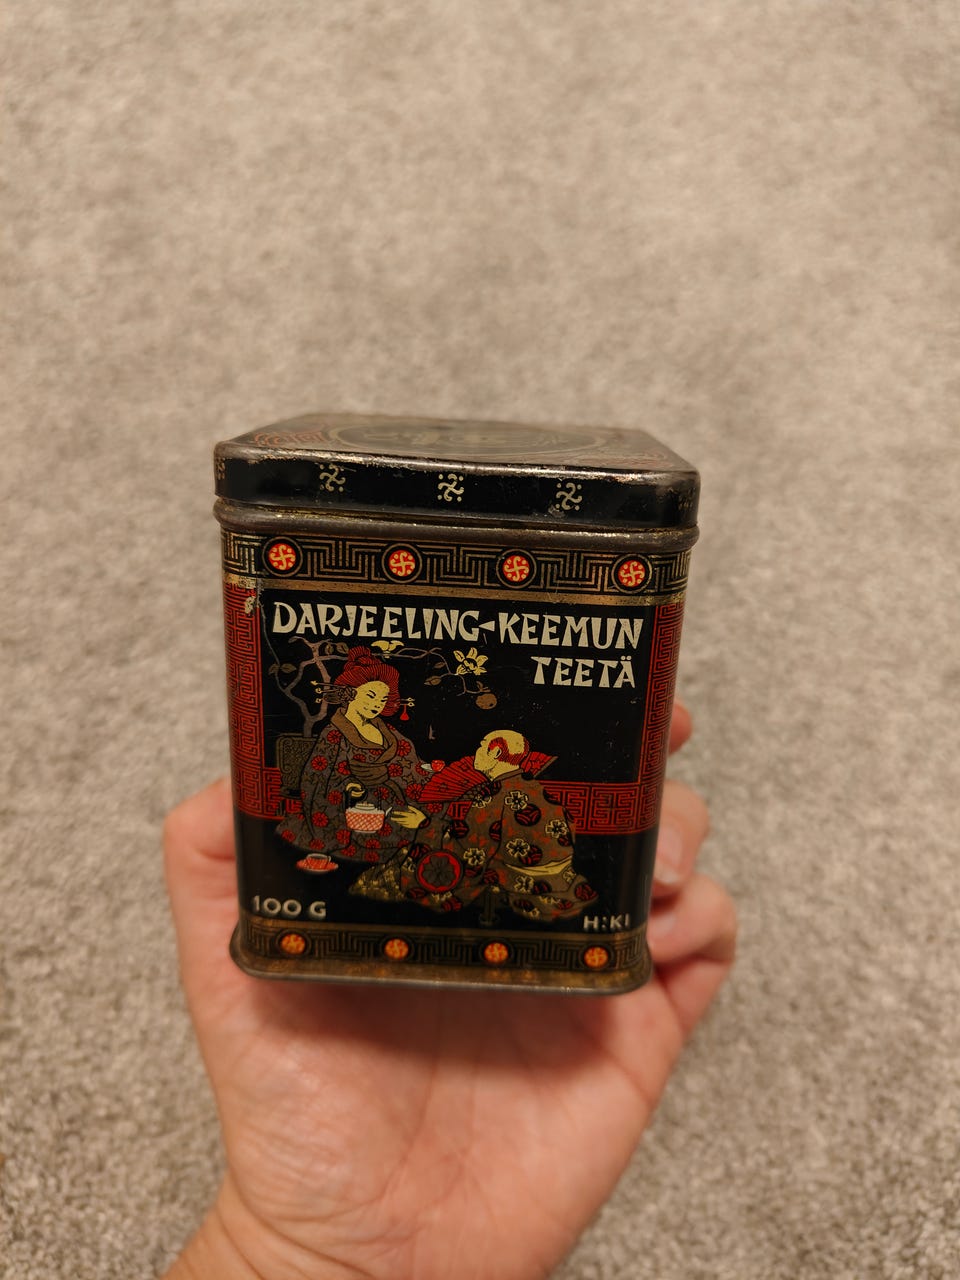 DARJEELING-KEEMUN
TEETÄ
100 G
H:KI